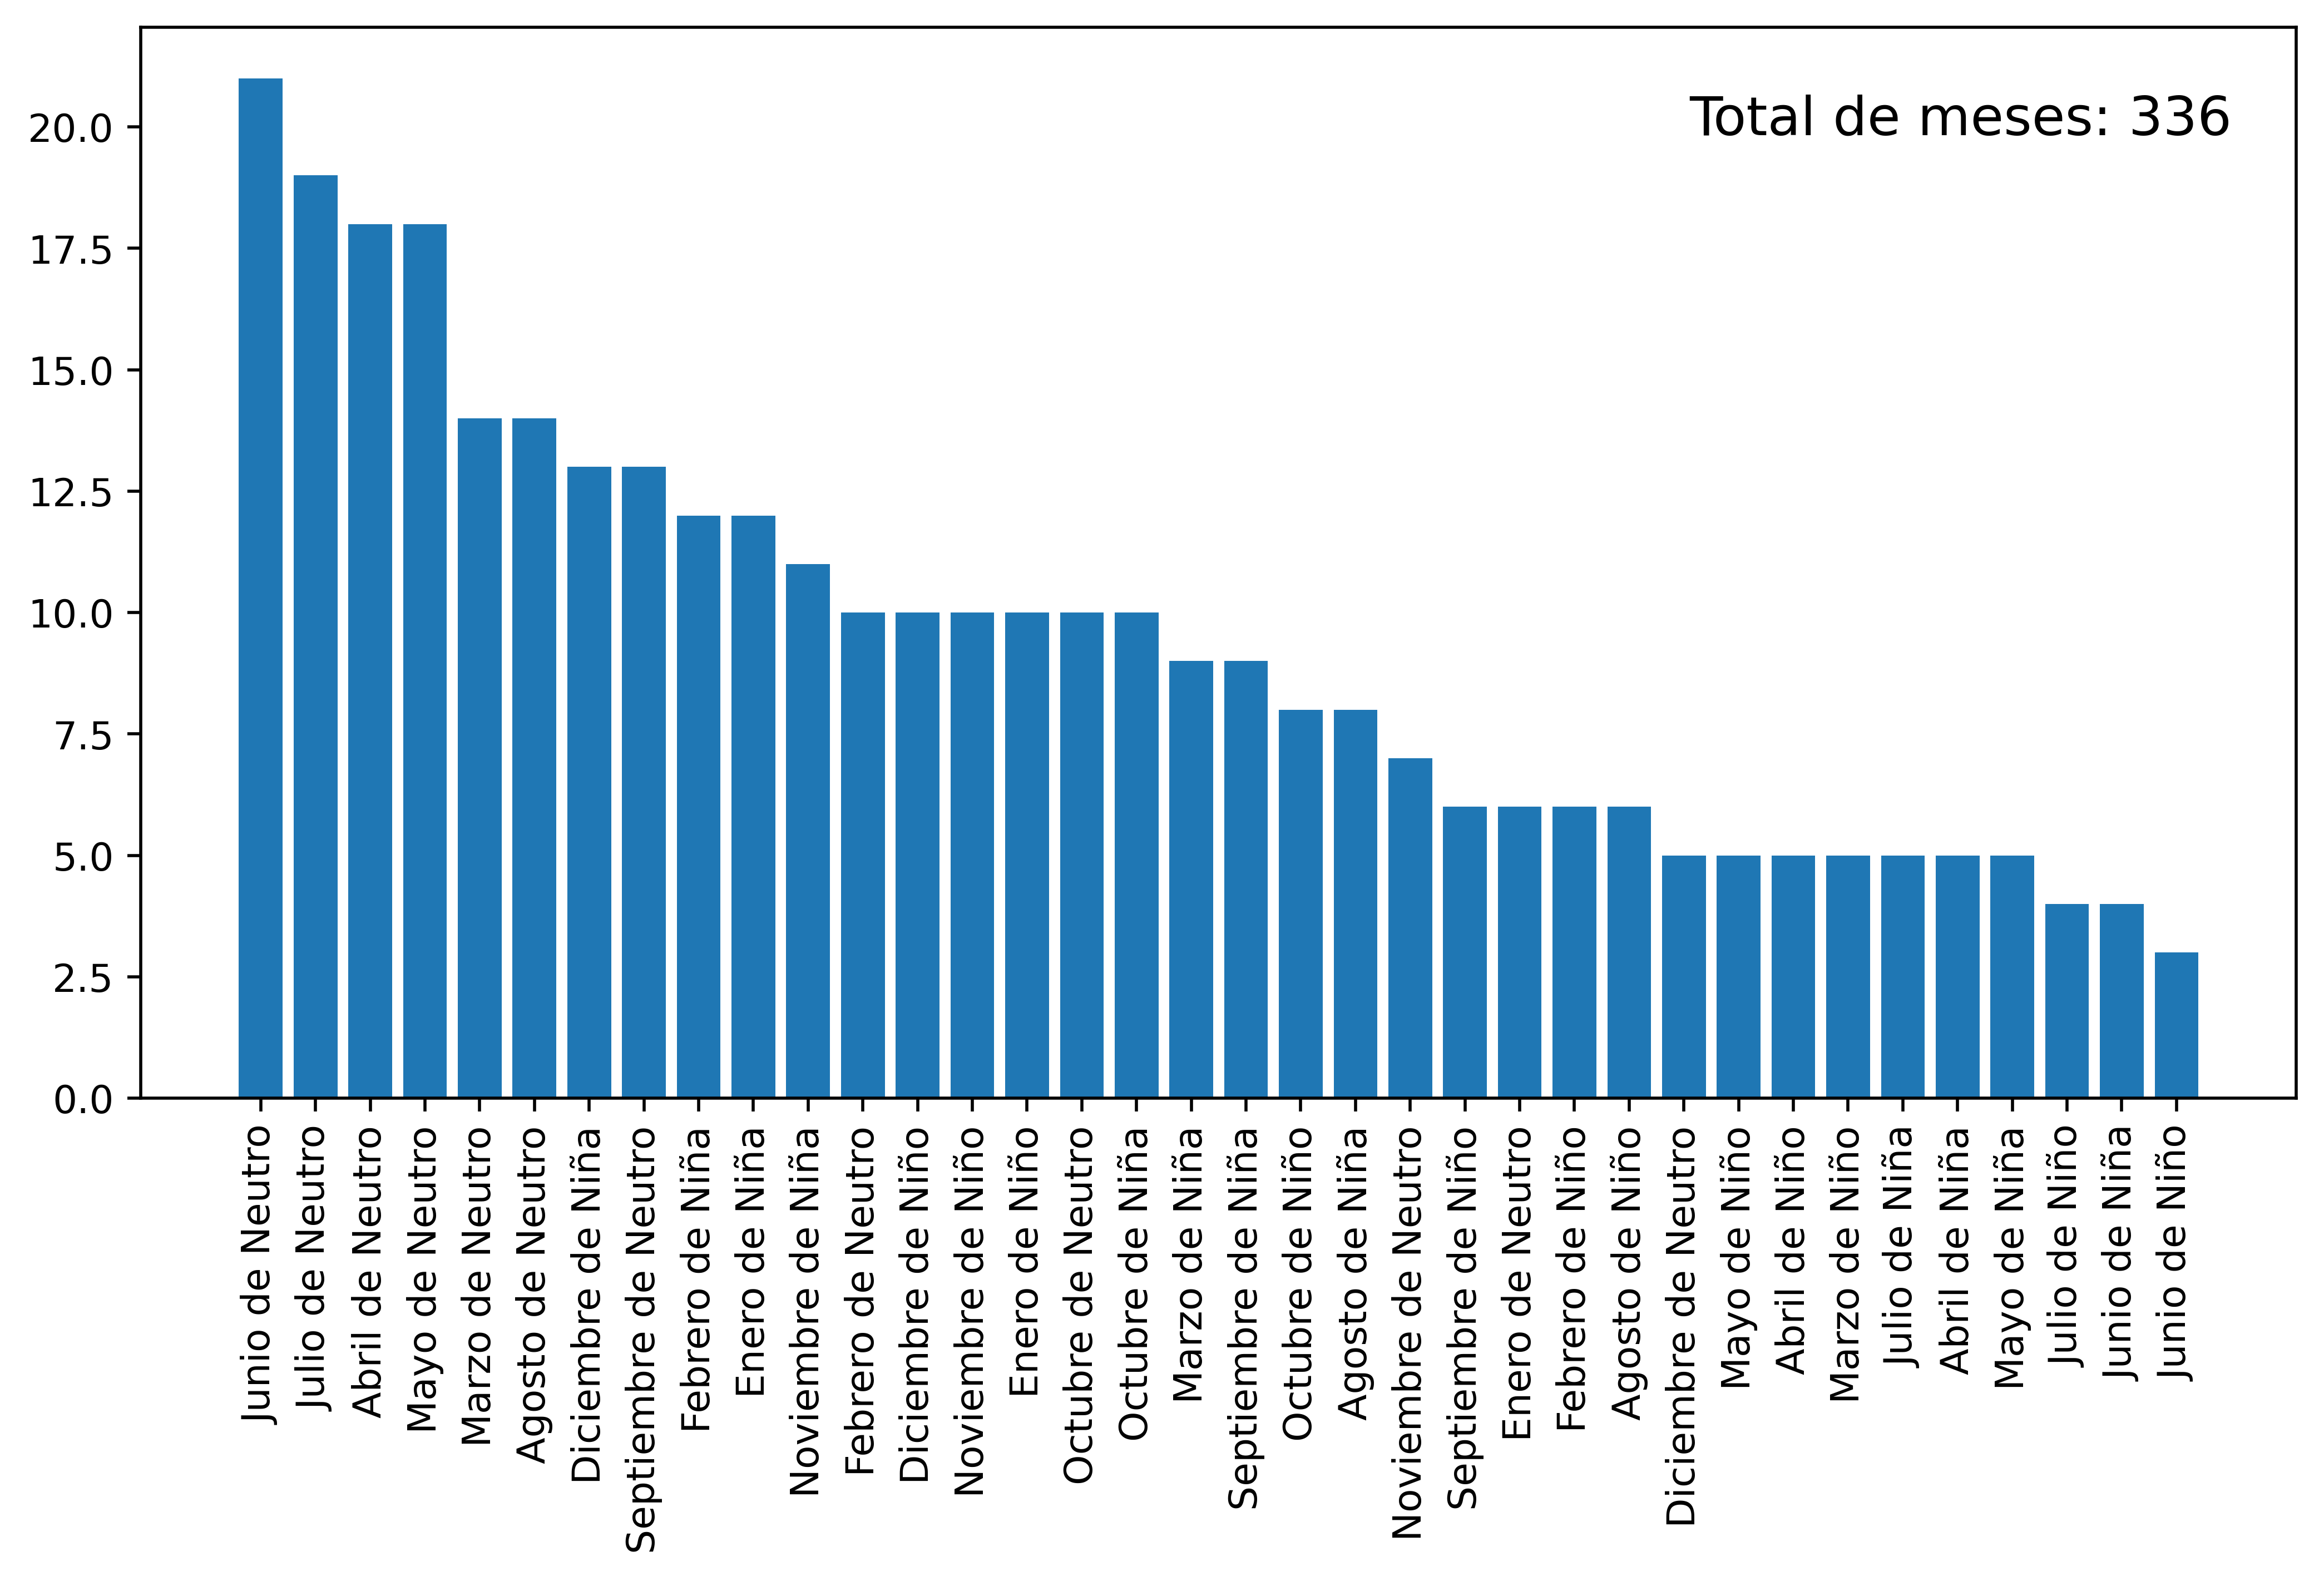 Total de meses: 336
20.0
17.5
15.0
12.5
10.0
7.5
5.0
2.5
0.0
Junio de Neutro
Julio de Neutro
Abril de Neutro
Mayo de Neutro
Marzo de Neutro
Agosto de Neutro
Diciembre de Niña
Septiembre de Neutro
Febrero de Niña
Enero de Niña
Noviembre de Niña
Febrero de Neutro
Diciembre de Niño
Noviembre de Niño
Enero de Niño
Octubre de Neutro
Octubre de Niña
Marzo de Niña
Septiembre de Niña
Octubre de Niño
Agosto de Niña
Noviembre de Neutro
Septiembre de Niño
Enero de Neutro
Febrero de Niño
Agosto de Niño
Diciembre de Neutro
Mayo de Niño
Abril de Niño
Marzo de Niño
Julio de Niña
Abril de Niña
Mayo de Niña
Julio de Niño
Junio de Niña
Junio de Niño